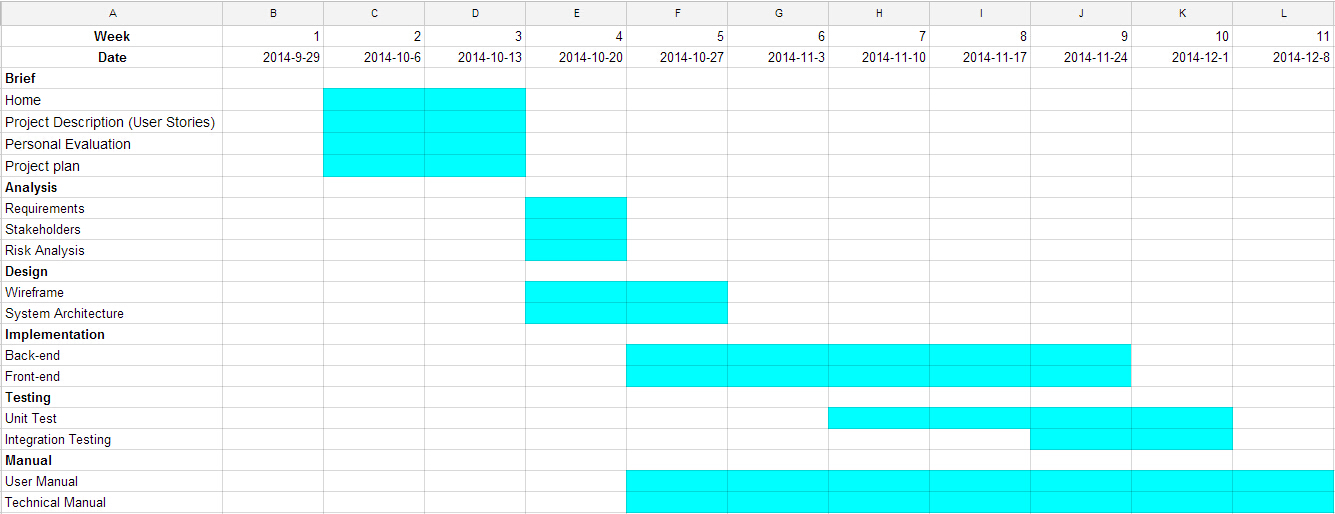 A B C D E F G H I J K L
Week 1 2 3 4 5 6 7 8 9 10 11
Date 2014-9-29 2014-10-6 2014-10-13 2014-10-20 2014-10-27 2014-11-3 2014-11-10 2014-11-17 2014-11-24 2014-12-1 2014-12-8
Brief
Home
Project Description (User Stories)
Personal Evaluation
Project plan
Analysis
Requirements
Stakeholders
Risk Analysis
Design
Wireframe
System Architecture
Implementation
Back-end
Front-end
Testing
Unit Test
Integration Testing
Manual
User Manual
Technical Manual